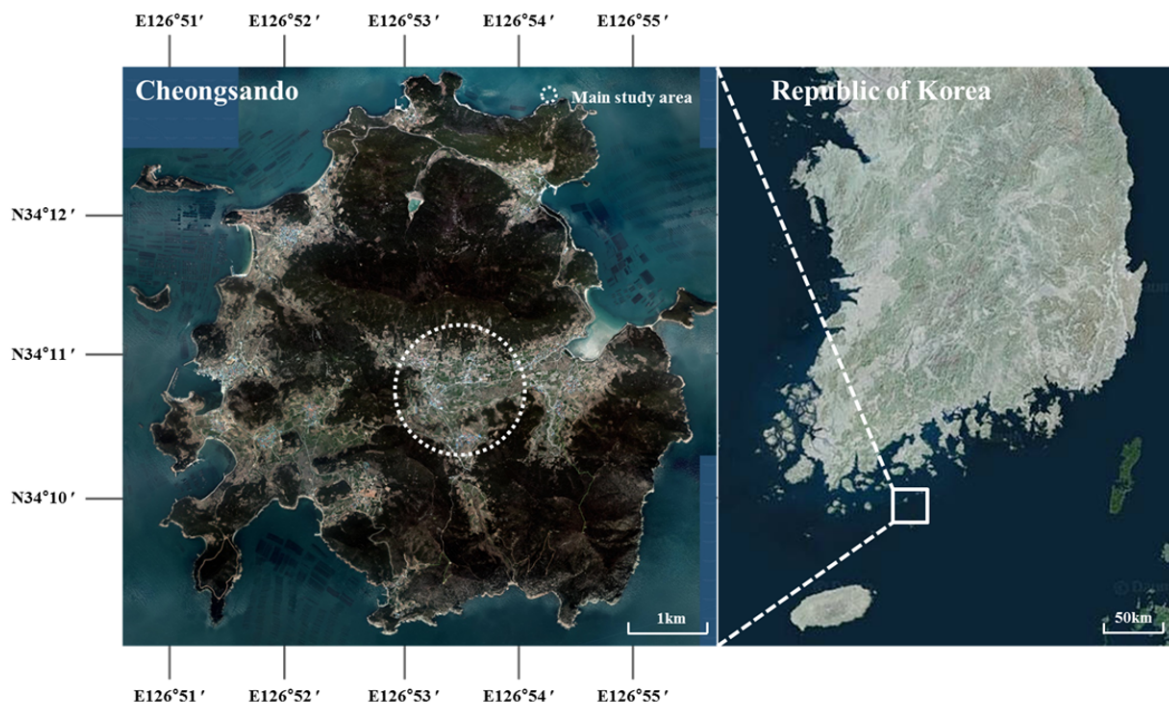 E126°51′ E126°52′ E126°53′ E126°54′ E126°55′
Cheongsando
Main study area
Republic of Korea
N34°12′
N34°11′
N34°10′
1km
50km
E126°51′ E126°52′ E126°53′ E126°54′ E126°55′